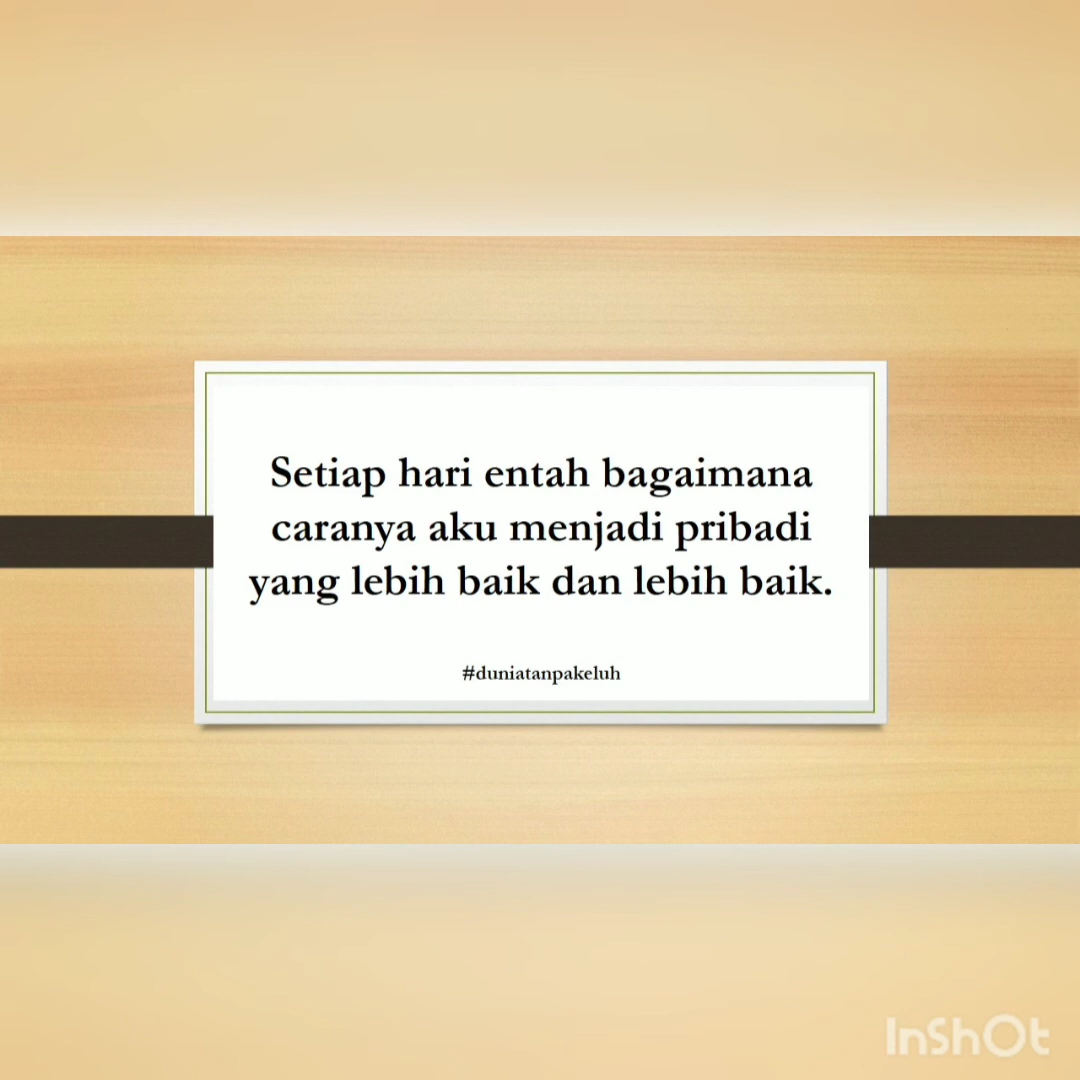 Setiap hari entah bagaimana
caranya aku menjadi pribadi
yang lebih baik dan lebih baik.
#duniatanpakeluh
InShOt